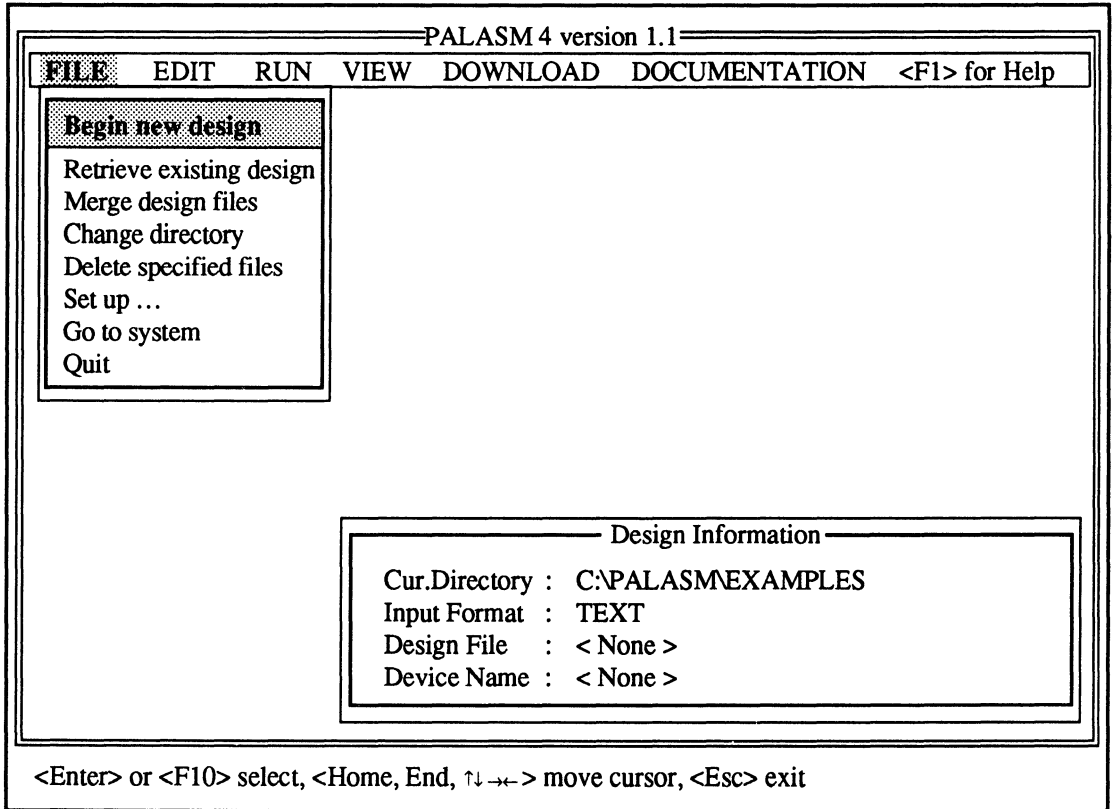 PALASM 4 version 1.1
FILE EDIT RUN VIEW DOWNLOAD DOCUMENTATION <F1> for Help
Begin new design
Retrieve existing design
Merge design files
Change directory
Delete specified files
Set up ...
Go to system
Quit
Design Information
Cur.Directory : C:\PALASM\EXAMPLES
Input Format : TEXT
Design File : < None >
Device Name : < None >
<Enter> or <F10> select, <Home, End, ↑↓→← > move cursor, <Esc> exit